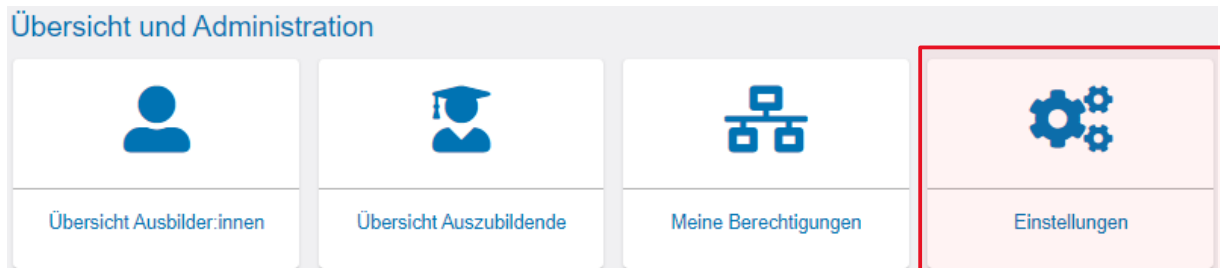 Übersicht und Administration
Übersicht Ausbilder:innen
Übersicht Auszubildende
Meine Berechtigungen
Einstellungen